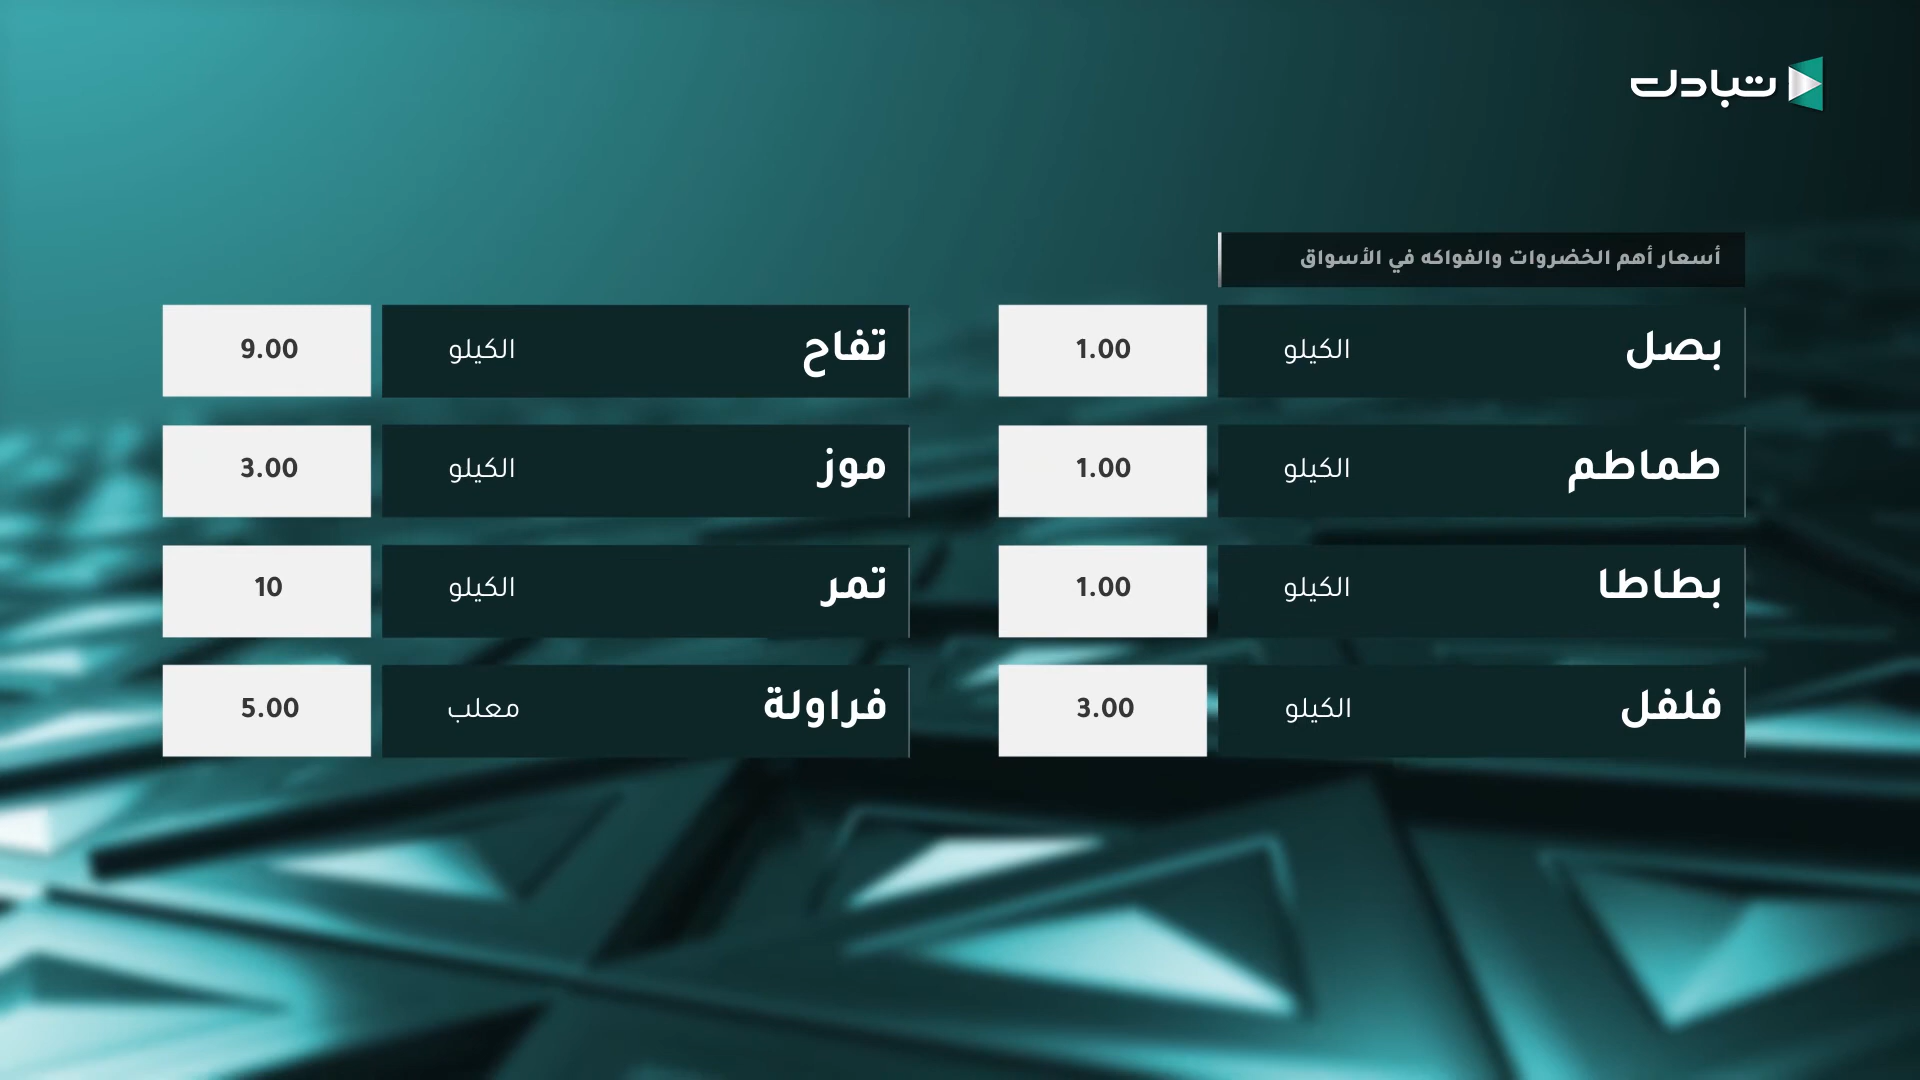 تبادل
أسعار أهم الخضروات والفواكه في الأسواق
بصل الكيلو 1.00
طماطم الكيلو 1.00
بطاطا الكيلو 1.00
فلفل الكيلو 3.00
تفاح الكيلو 9.00
موز الكيلو 3.00
تمر الكيلو 10
فراولة معلب 5.00